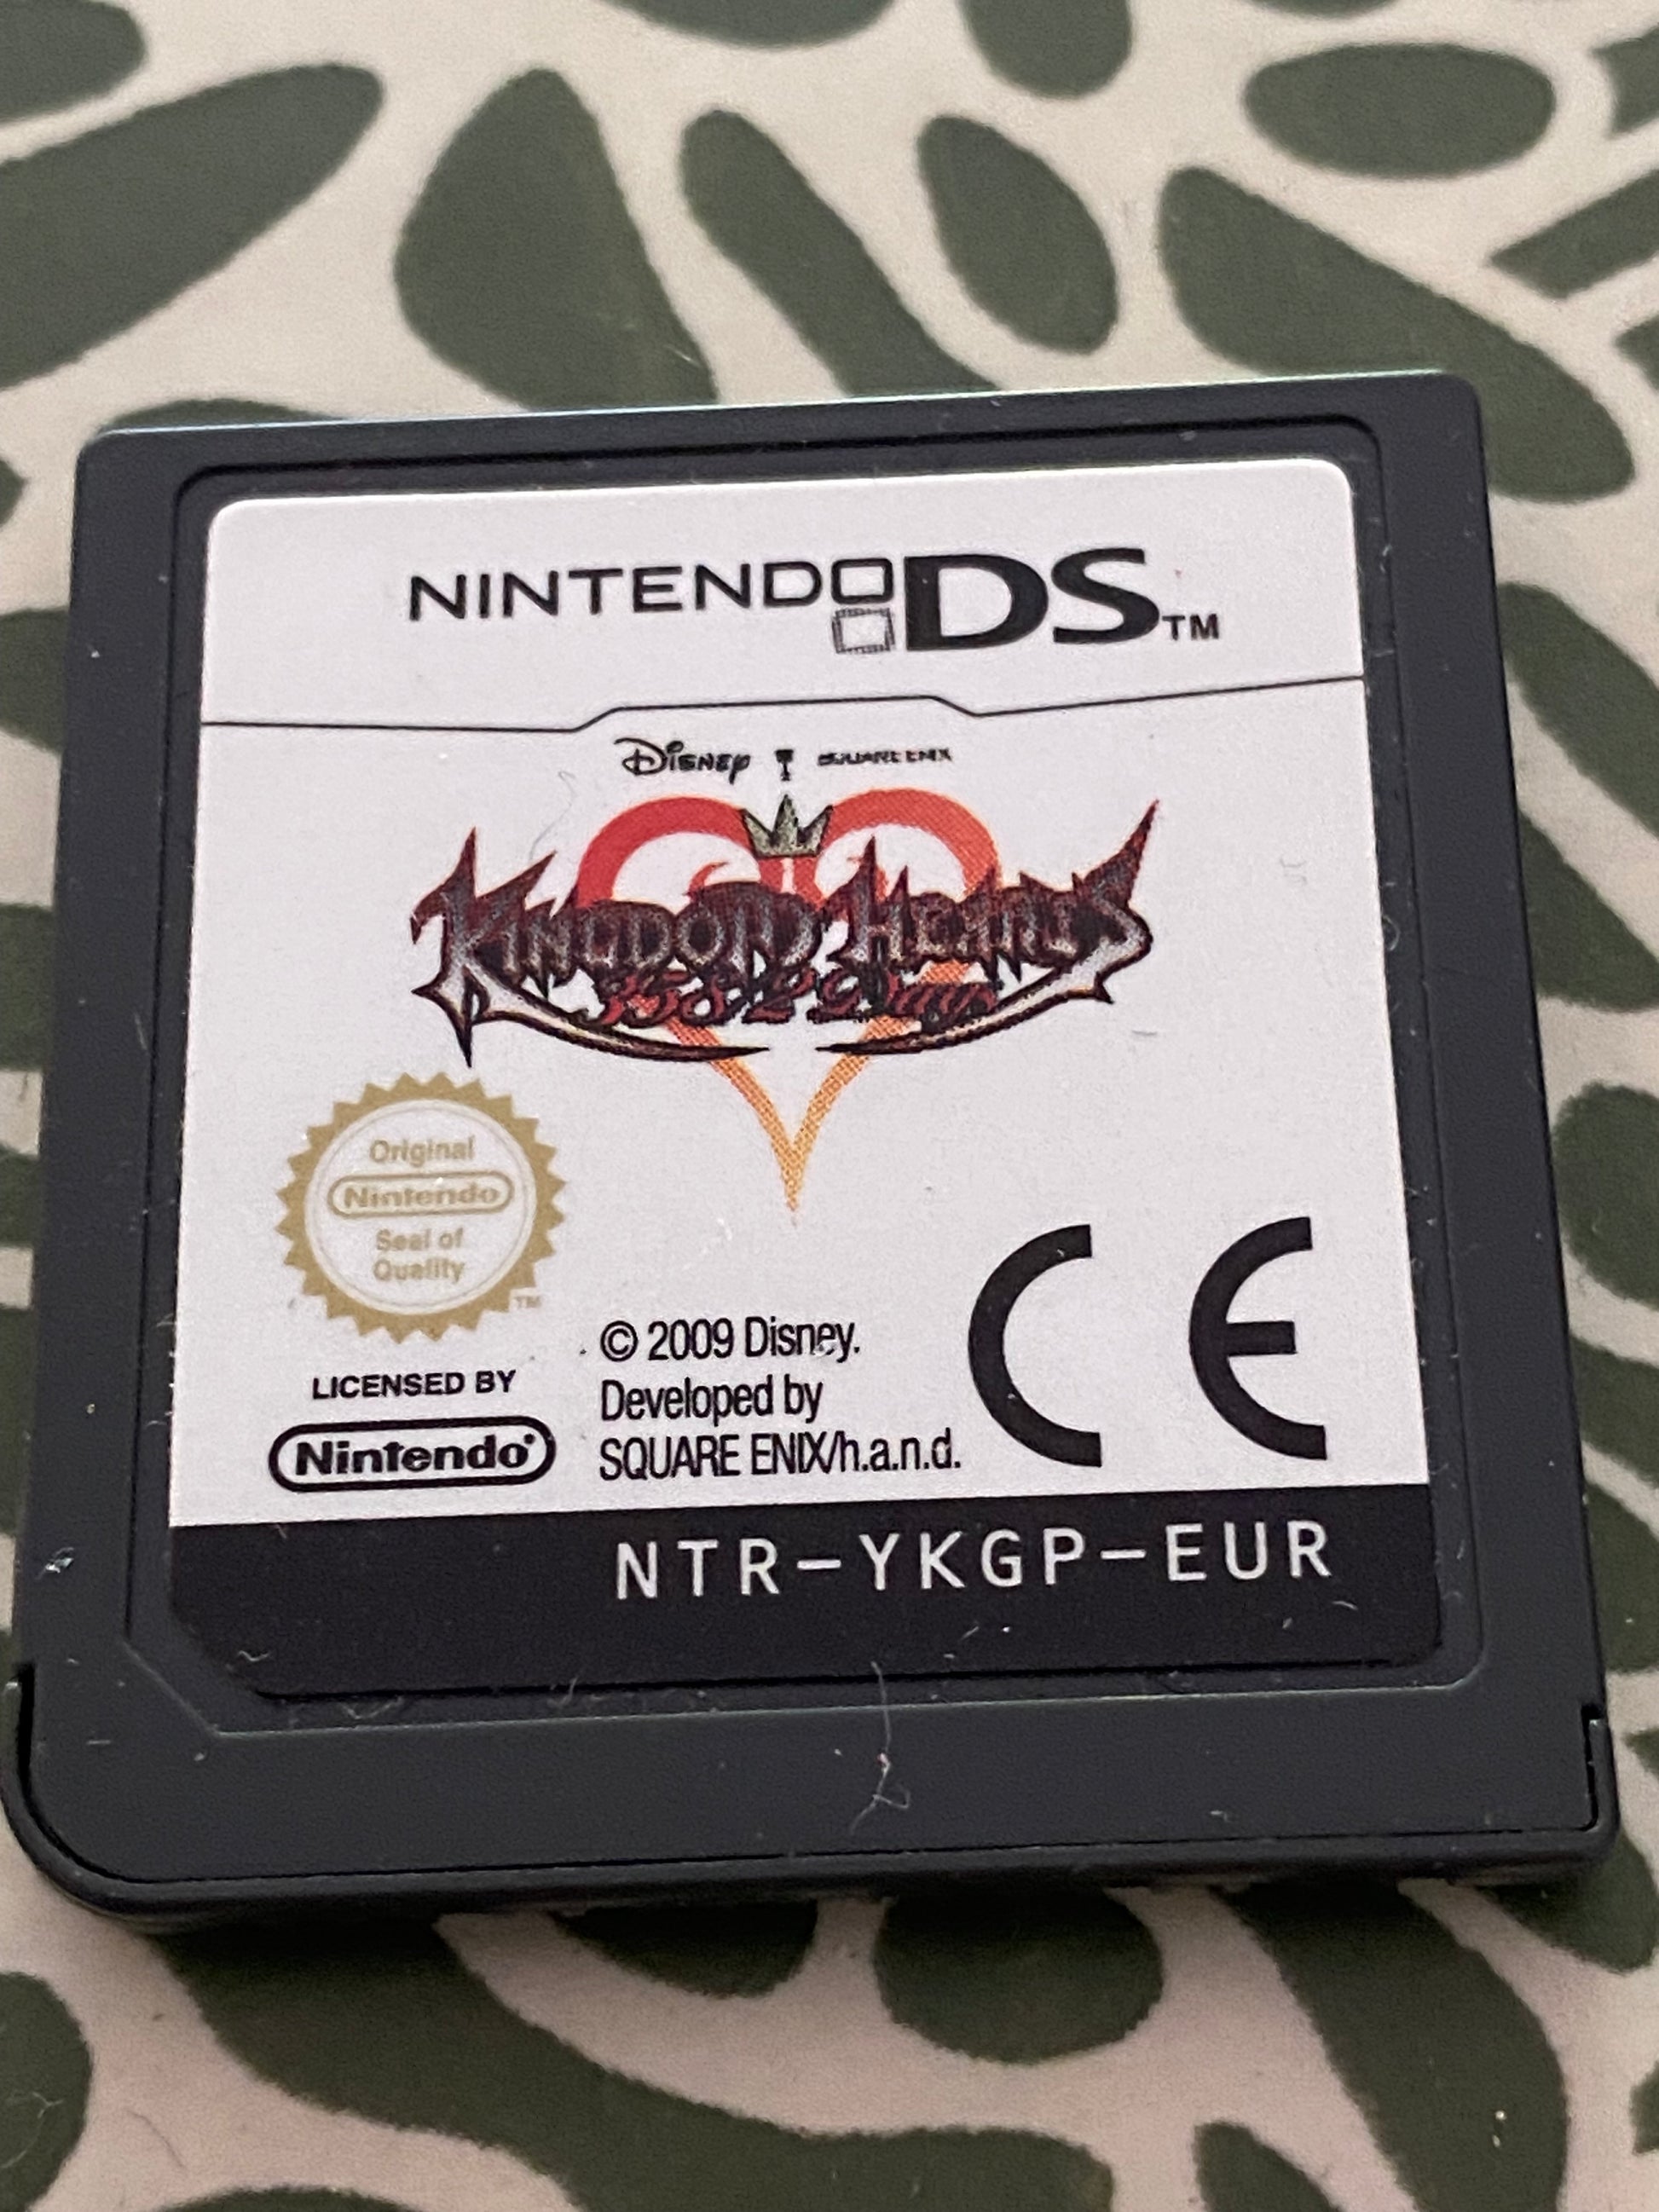 NINTENDO DS TM
Disney SQUARE ENIX
KINGDOM HEARTS
358/2 Days
Original
Nintendo
Seal of
Quality
TM
LICENSED BY
Nintendo®
© 2009 Disney.
Developed by
SQUARE ENIX/h.a.n.d.
CE
NTR-YKGP-EUR